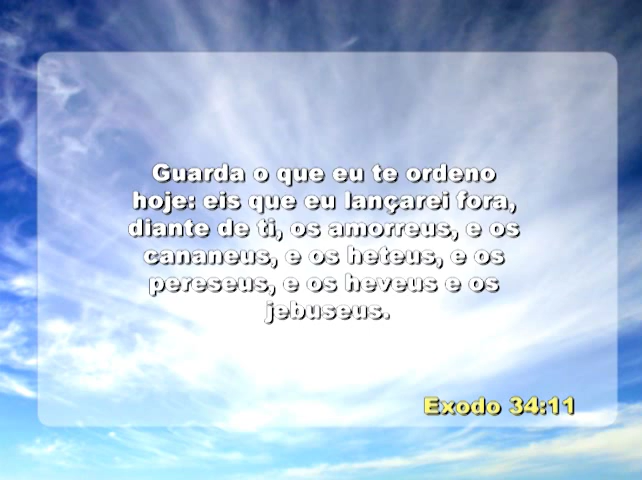 Guarda o que eu te ordeno
hoje: eis que eu lançarei fora,
diante de ti, os amorreus, e os
cananeus, e os heteus, e os
pereseus, e os heveus e os
jebuseus.
Exodo 34:11